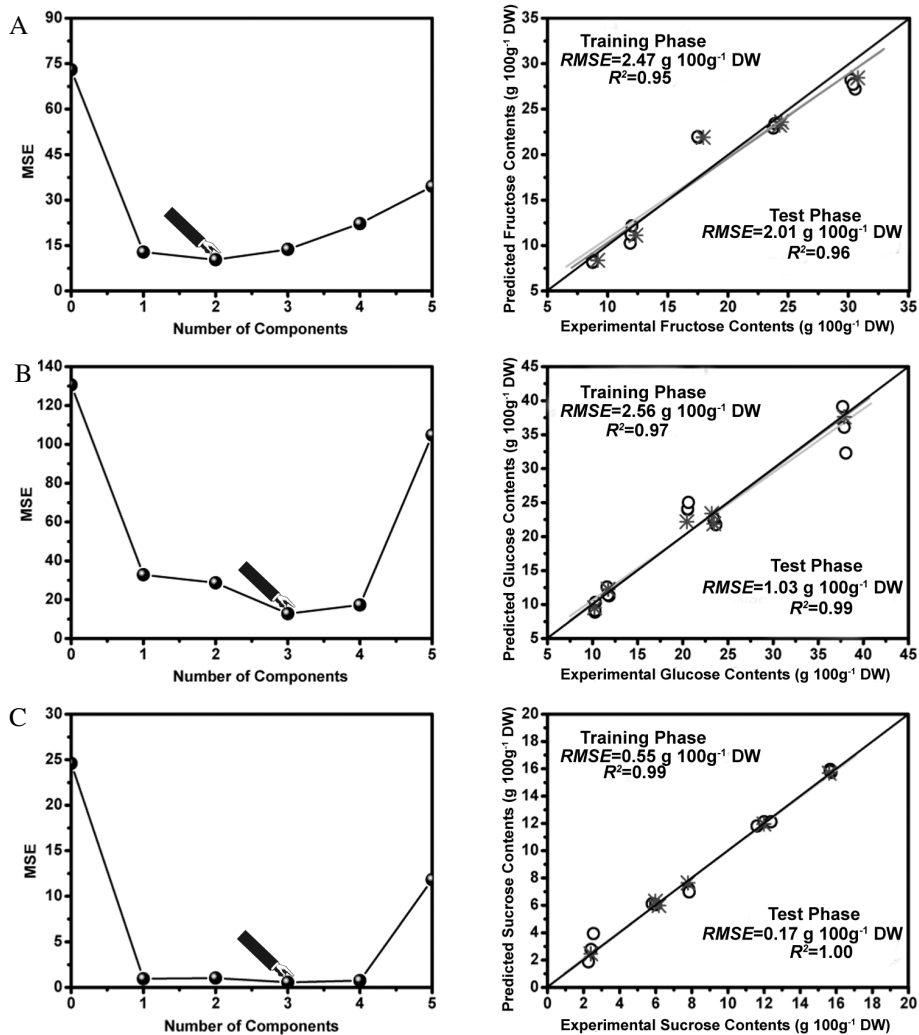 A
90
75
60
45
30
15
0
MSE
0 1 2 3 4 5
Number of Components
35
30
25
20
15
10
5
Predicted Fructose Contents (g 100g⁻¹ DW)
Training Phase
RMSE=2.47 g 100g⁻¹ DW
R²=0.95
Test Phase
RMSE=2.01 g 100g⁻¹ DW
R²=0.96
5 10 15 20 25 30 35
Experimental Fructose Contents (g 100g⁻¹ DW)
B
140
120
100
80
60
40
20
0
MSE
0 1 2 3 4 5
Number of Components
45
40
35
30
25
20
15
10
5
Predicted Glucose Contents (g 100g⁻¹ DW)
Training Phase
RMSE=2.56 g 100g⁻¹ DW
R²=0.97
Test Phase
RMSE=1.03 g 100g⁻¹ DW
R²=0.99
5 10 15 20 25 30 35 40 45
Experimental Glucose Contents (g 100g⁻¹ DW)
C
30
25
20
15
10
5
0
MSE
0 1 2 3 4 5
Number of Components
20
18
16
14
12
10
8
6
4
2
0
Predicted Sucrose Contents (g 100g⁻¹ DW)
Training Phase
RMSE=0.55 g 100g⁻¹ DW
R²=0.99
Test Phase
RMSE=0.17 g 100g⁻¹ DW
R²=1.00
0 2 4 6 8 10 12 14 16 18 20
Experimental Sucrose Contents (g 100g⁻¹ DW)